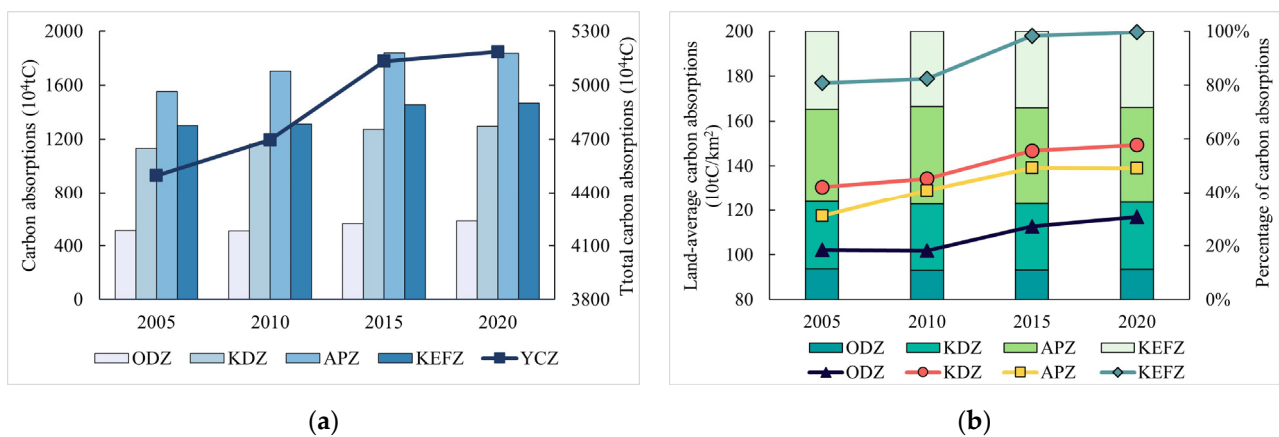 2000
1600
1200
800
400
0
Carbon absorptions (10⁴tC)
5300
5000
4700
4400
4100
3800
Ttotal carbon absorptions (10⁴tC)
2005 2010 2015 2020
ODZ KDZ APZ KEFZ YCZ
(a)
200
180
160
140
120
100
80
Land-average carbon absorptions
(10tC/km²)
100%
80%
60%
40%
20%
0%
Percentage of carbon absorptions
2005 2010 2015 2020
ODZ KDZ APZ KEFZ
ODZ KDZ APZ KEFZ
(b)